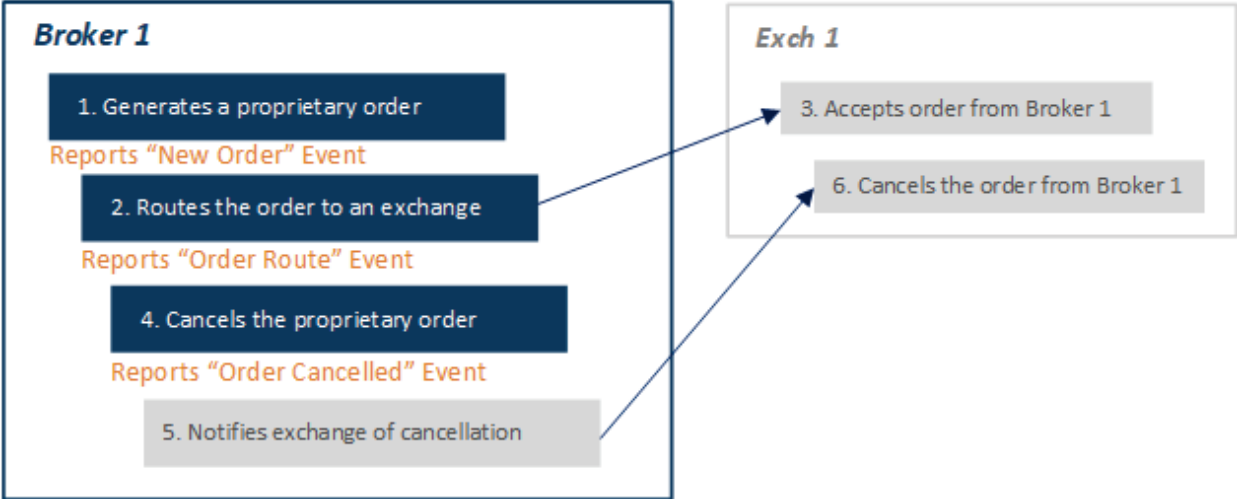 Broker 1
1. Generates a proprietary order
Reports “New Order” Event
2. Routes the order to an exchange
Reports “Order Route” Event
4. Cancels the proprietary order
Reports “Order Cancelled” Event
5. Notifies exchange of cancellation
Exch 1
3. Accepts order from Broker 1
6. Cancels the order from Broker 1